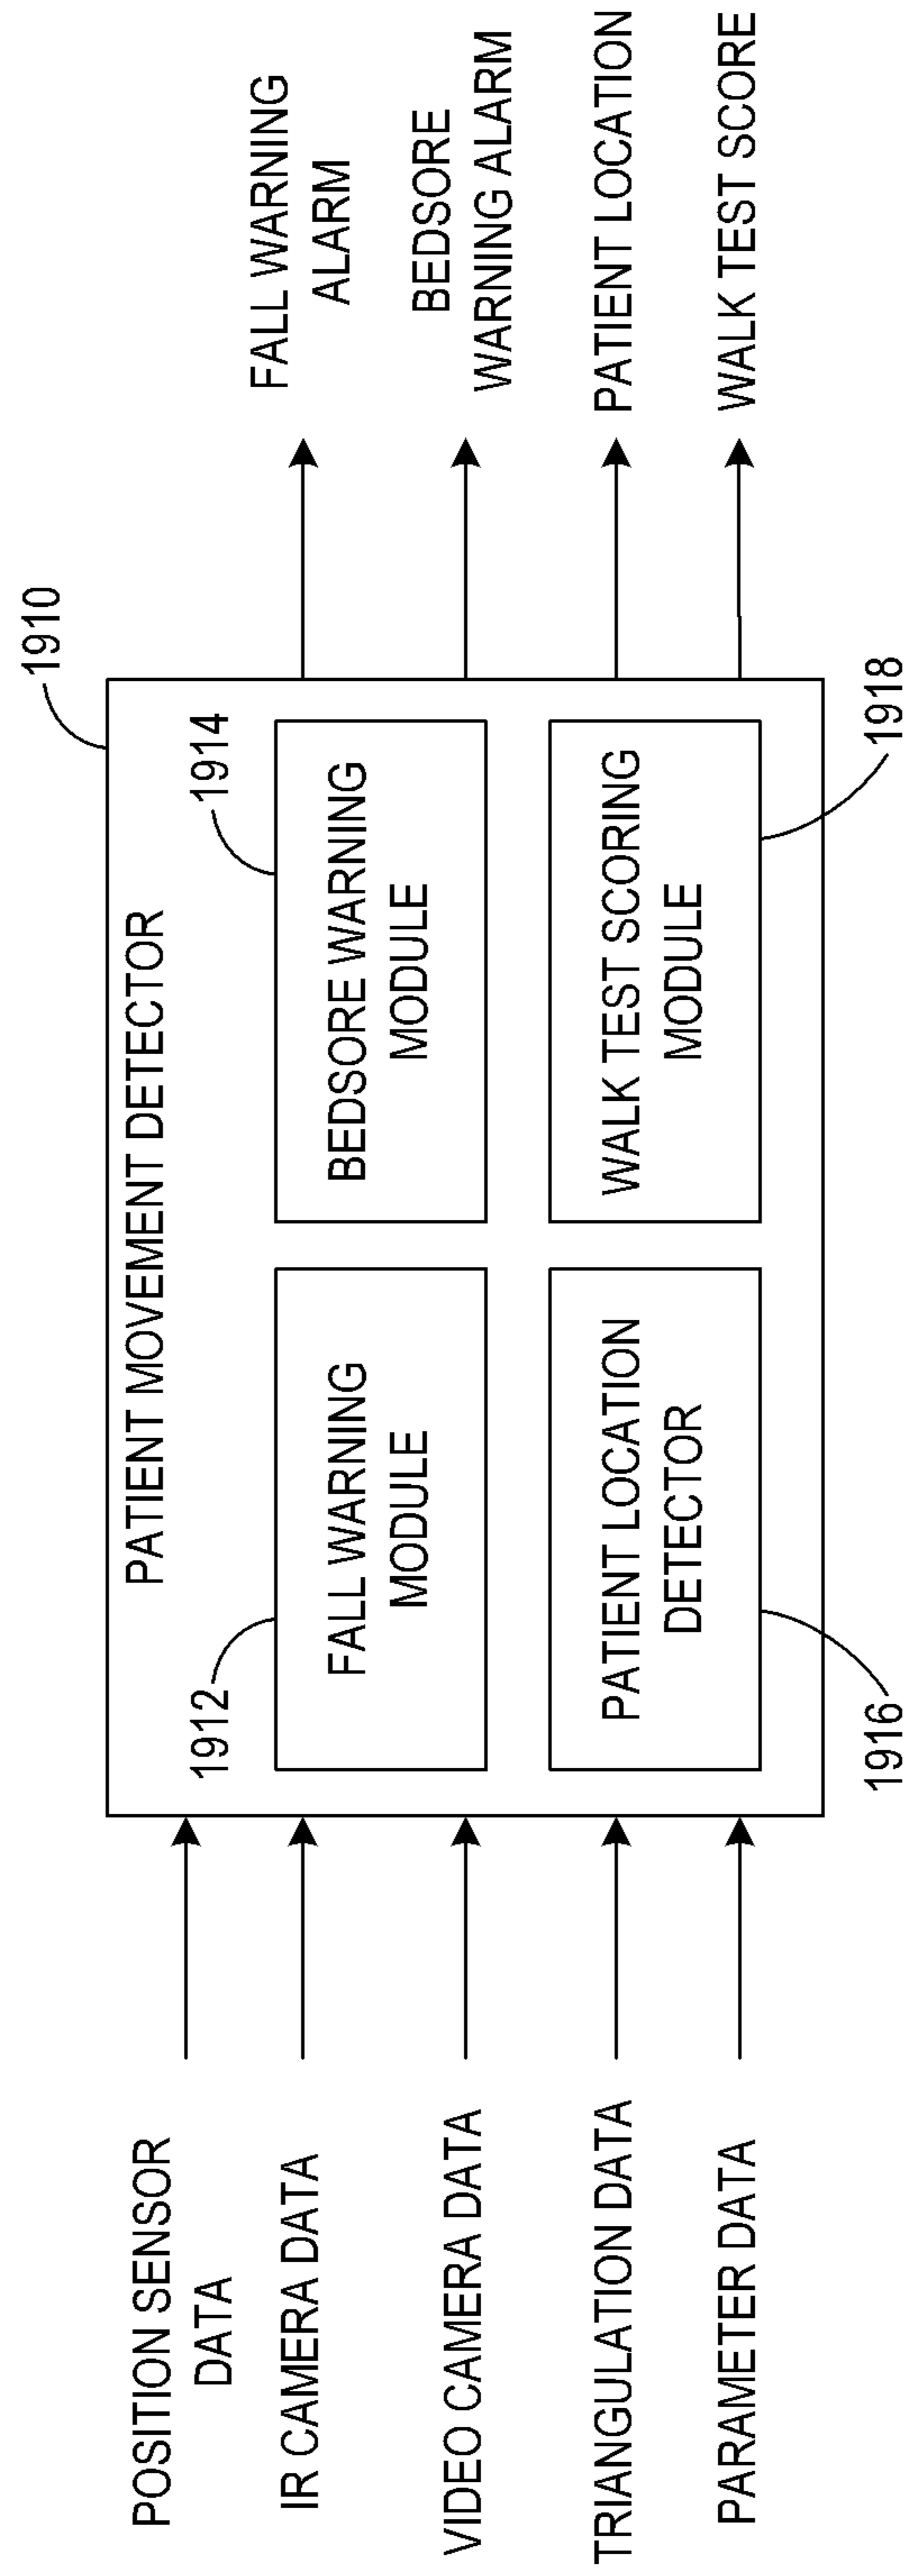 1910
PATIENT MOVEMENT DETECTOR
POSITION SENSOR
DATA
IR CAMERA DATA
VIDEO CAMERA DATA
TRIANGULATION DATA
PARAMETER DATA
1912
FALL WARNING
MODULE
1914
BEDSORE WARNING
MODULE
PATIENT LOCATION
DETECTOR
1916
WALK TEST SCORING
MODULE
1918
FALL WARNING
ALARM
BEDSORE
WARNING ALARM
PATIENT LOCATION
WALK TEST SCORE